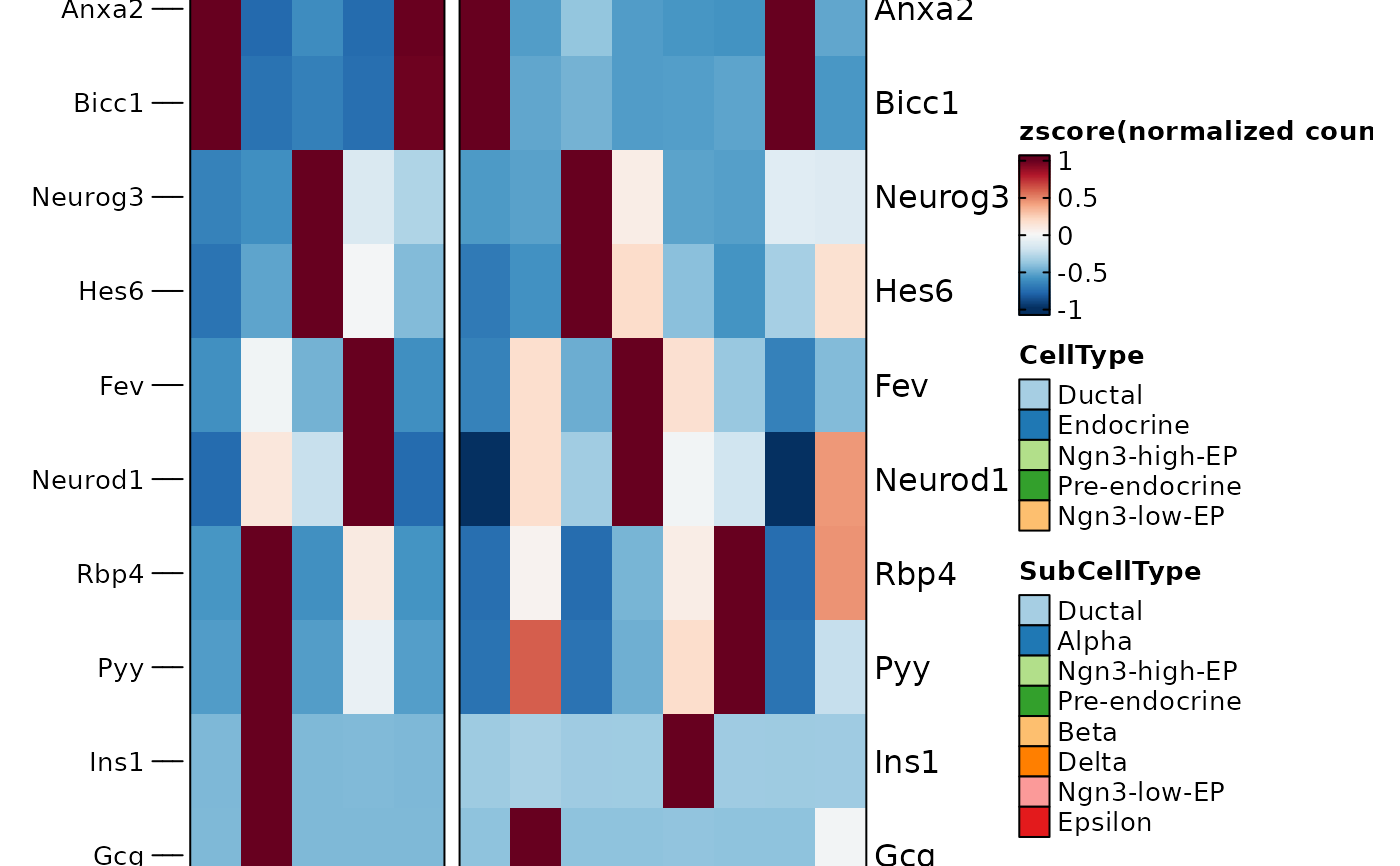 Anxa2
Bicc1
Neurog3
Hes6
Fev
Neurod1
Rbp4
Pyy
Ins1
Gcg
Anxa2
Bicc1
Neurog3
Hes6
Fev
Neurod1
Rbp4
Pyy
Ins1
Gcg
zscore(normalized coun
1
0.5
0
-0.5
-1
CellType
Ductal
Endocrine
Ngn3-high-EP
Pre-endocrine
Ngn3-low-EP
SubCellType
Ductal
Alpha
Ngn3-high-EP
Pre-endocrine
Beta
Delta
Ngn3-low-EP
Epsilon